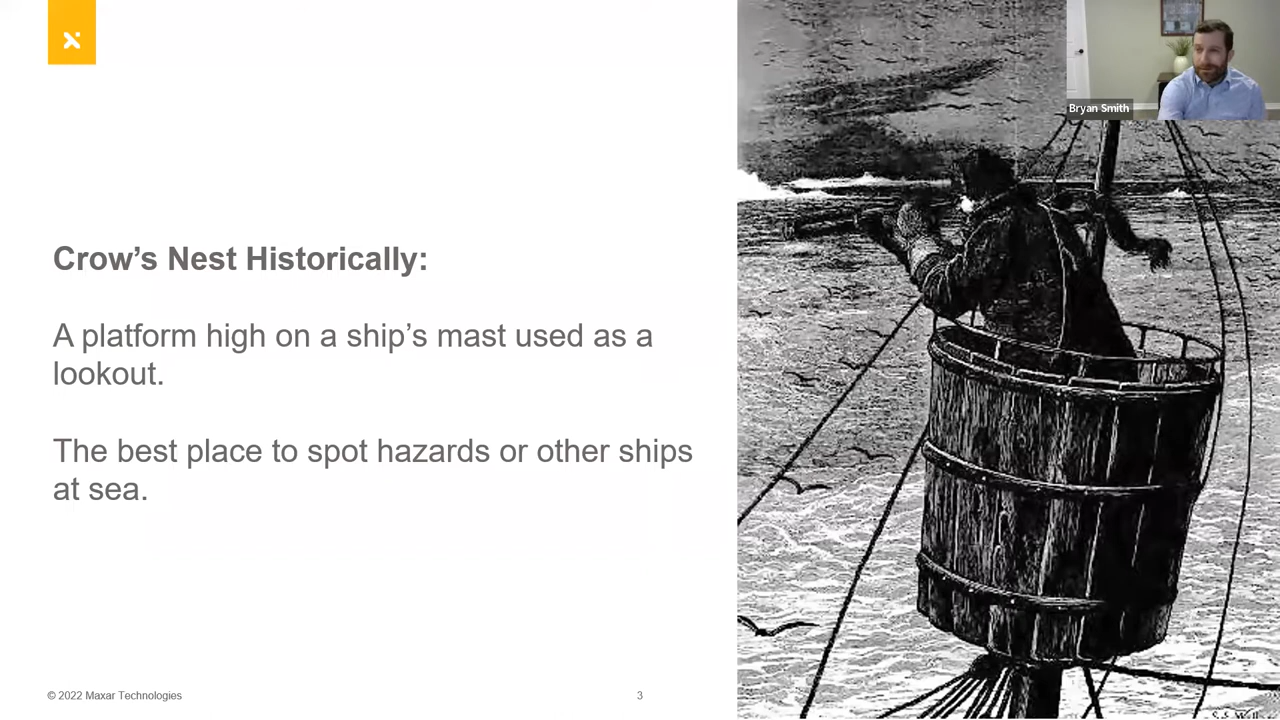 Bryan Smith
Crow’s Nest Historically:
A platform high on a ship’s mast used as a
lookout.
The best place to spot hazards or other ships
at sea.
© 2022 Maxar Technologies
3